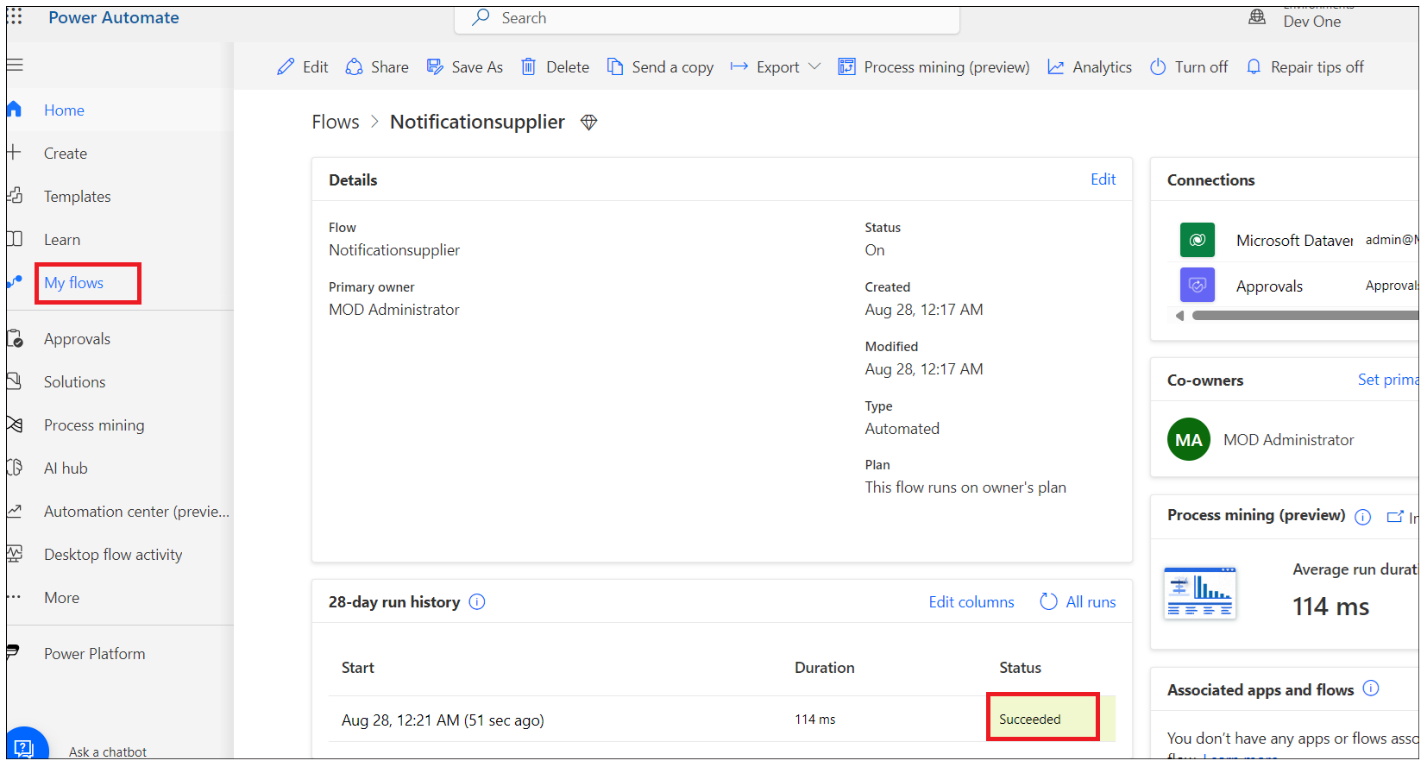 Power Automate
Search
Dev One
Edit
Share
Save As
Delete
Send a copy
Export
Process mining (preview)
Analytics
Turn off
Repair tips off
Home
Create
Templates
Learn
My flows
Approvals
Solutions
Process mining
AI hub
Automation center (previe...
Desktop flow activity
More
Power Platform
Ask a chatbot
Flows > Notificationsupplier
Details
Edit
Flow
Notificationsupplier
Primary owner
MOD Administrator
Status
On
Created
Aug 28, 12:17 AM
Modified
Aug 28, 12:17 AM
Type
Automated
Plan
This flow runs on owner's plan
28-day run history
Edit columns
All runs
Start Duration Status
Aug 28, 12:21 AM (51 sec ago) 114 ms Succeeded
Connections
Microsoft Dataver admin@M
Approvals Approvals
Co-owners
Set prima
MA MOD Administrator
Process mining (preview)
In
Average run durat
114 ms
Associated apps and flows
You don't have any apps or flows asso